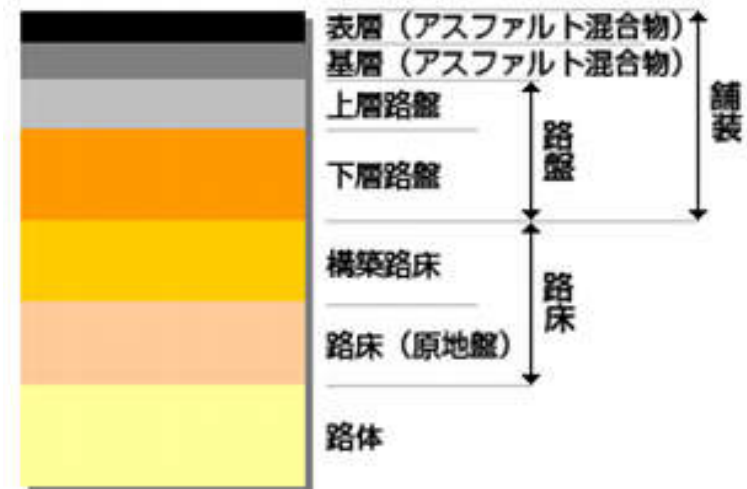 表層（アスファルト混合物）
基層（アスファルト混合物）
上層路盤
下層路盤
構築路床
路床（原地盤）
路体
路盤
路床
舗装